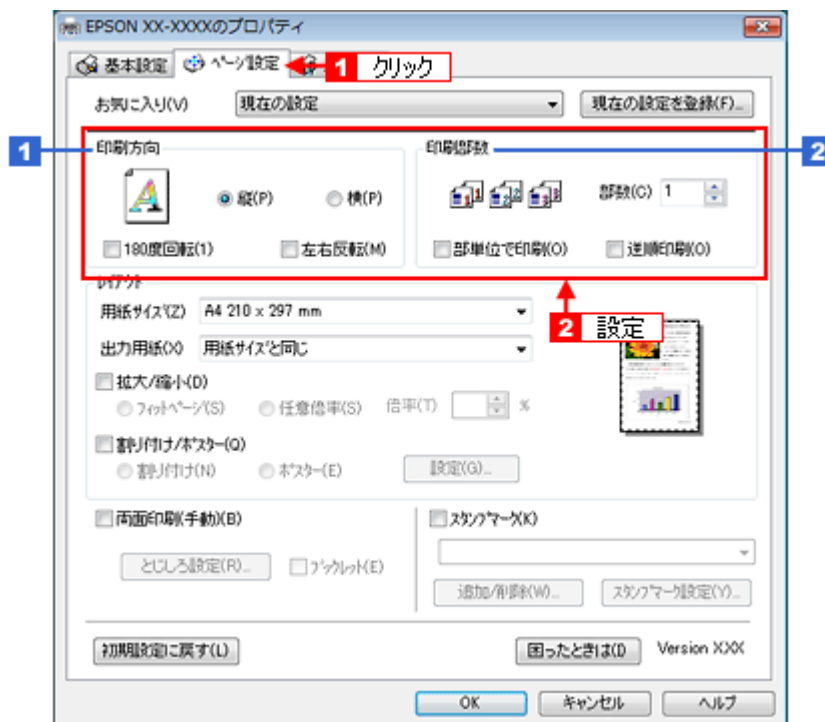 EPSON XX-XXXXのプロパティ
基本設定 ページ設定
1 クリック
お気に入り(V) 現在の設定 現在の設定を登録(F)...
1 印刷方向 印刷部数 2
縦(P) 横(P) 部数(C) 1
180度回転(1) 左右反転(M) 部単位で印刷(O) 逆順印刷(O)
レイアウト
2 設定
用紙サイズ(Z) A4 210 x 297 mm
出力用紙(X) 用紙サイズと同じ
拡大/縮小(D)
フィットページ(S) 任意倍率(S) 倍率(T) %
割り付け/ポスター(Q)
割り付け(N) ポスター(E) 設定(G)...
両面印刷(手動)(B) スタンプマーク(K)
とじしろ設定(R)... ブックレット(E)
追加/削除(W)... スタンプマーク設定(Y)...
初期設定に戻す(L) 困ったときは(I) Version X.XX
OK キャンセル ヘルプ